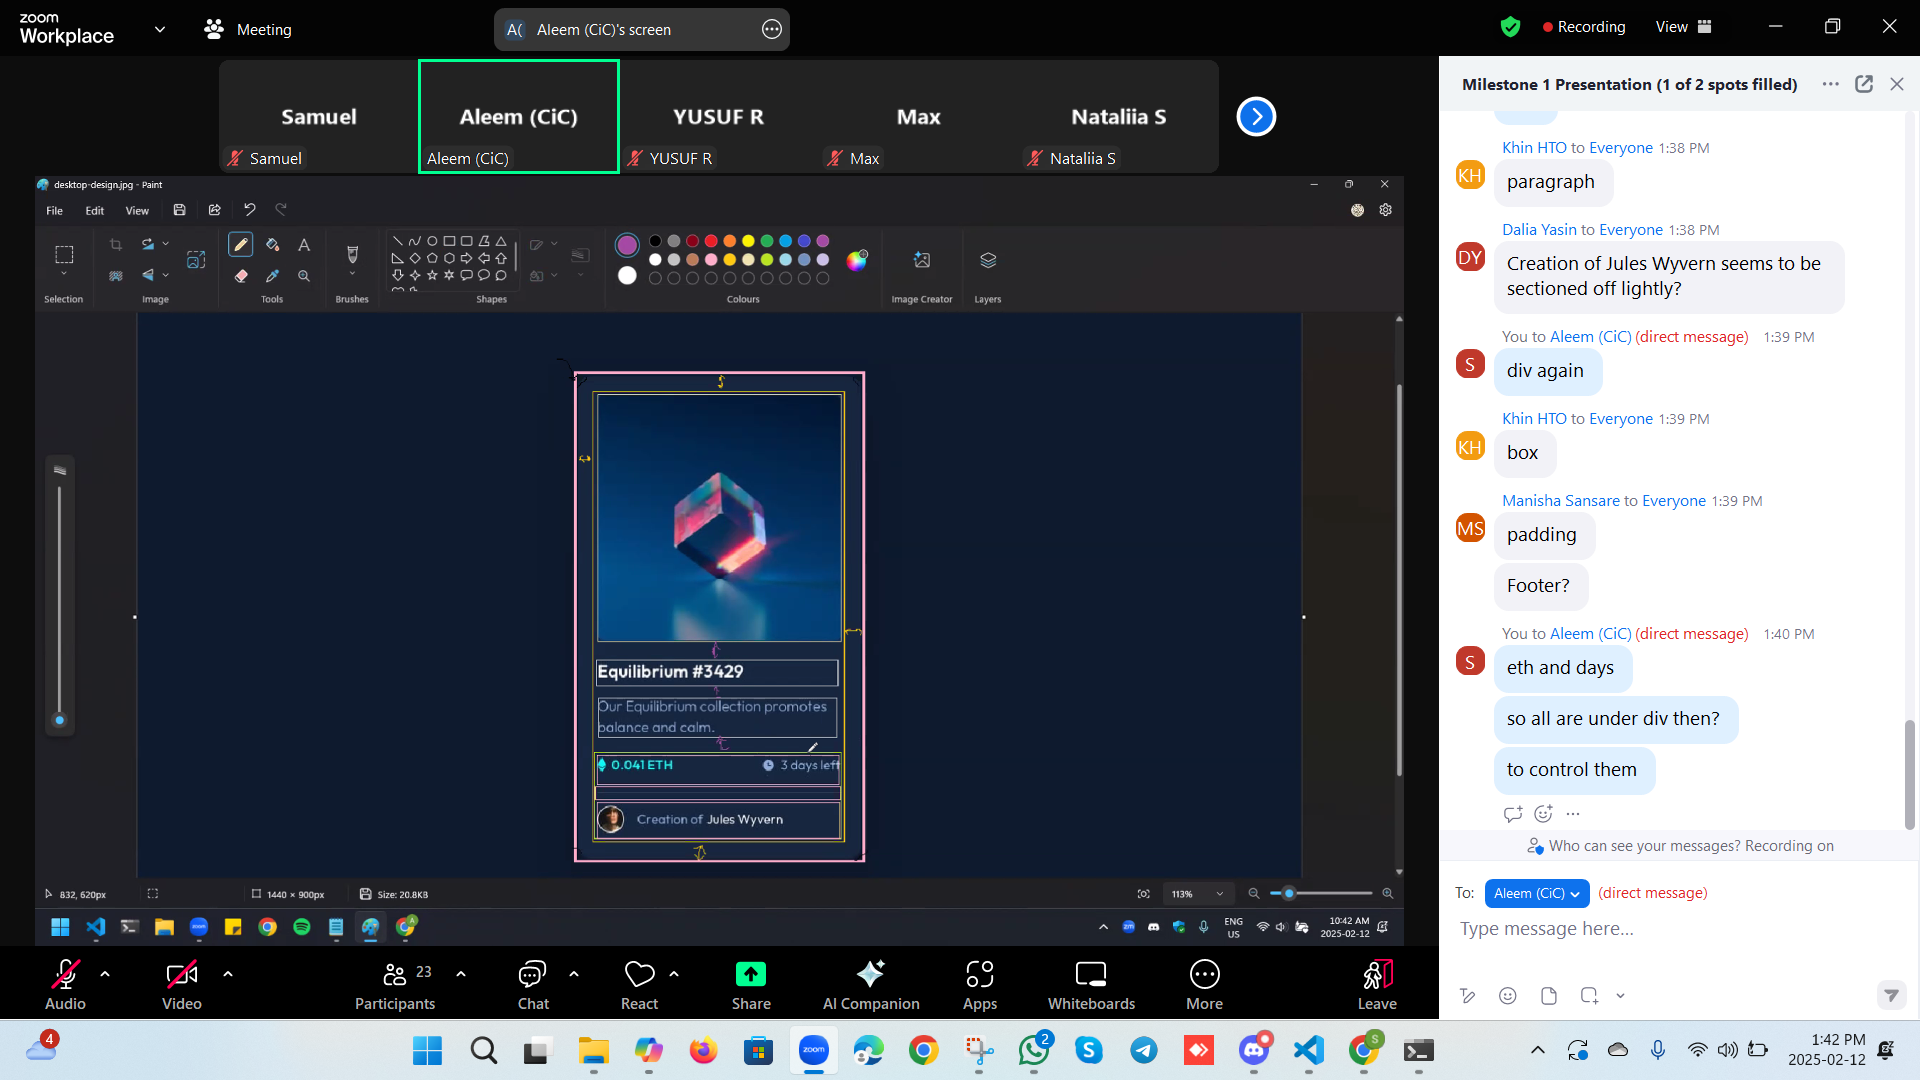 zoom
Workplace
Meeting
A( Aleem (CiC)'s screen
Recording
View
Samuel
Samuel
Aleem (CiC)
Aleem (CiC)
YUSUF R
YUSUF R
Max
Max
Nataliia S
Nataliia S
desktop-design.jpg - Paint
File Edit View
Selection
Image
Tools
Brushes
Shapes
Colours
Image Creator
Layers
Equilibrium #3429
Our Equilibrium collection promotes
balance and calm.
0.041 ETH
3 days left
Creation of Jules Wyvern
832, 620px
1440 × 900px
Size: 20.8KB
113%
ENG
US
10:42 AM
2025-02-12
Milestone 1 Presentation (1 of 2 spots filled)
Khin HTO to Everyone 1:38 PM
KH
paragraph
Dalia Yasin to Everyone 1:38 PM
DY
Creation of Jules Wyvern seems to be
sectioned off lightly?
You to Aleem (CiC) (direct message) 1:39 PM
S
div again
Khin HTO to Everyone 1:39 PM
KH
box
Manisha Sansare to Everyone 1:39 PM
MS
padding
Footer?
You to Aleem (CiC) (direct message) 1:40 PM
S
eth and days
so all are under div then?
to control them
Who can see your messages? Recording on
To: Aleem (CiC) (direct message)
Type message here...
Audio
Video
Participants
23
Chat
React
Share
AI Companion
Apps
Whiteboards
More
Leave
4
zoom
2
S
1:42 PM
2025-02-12